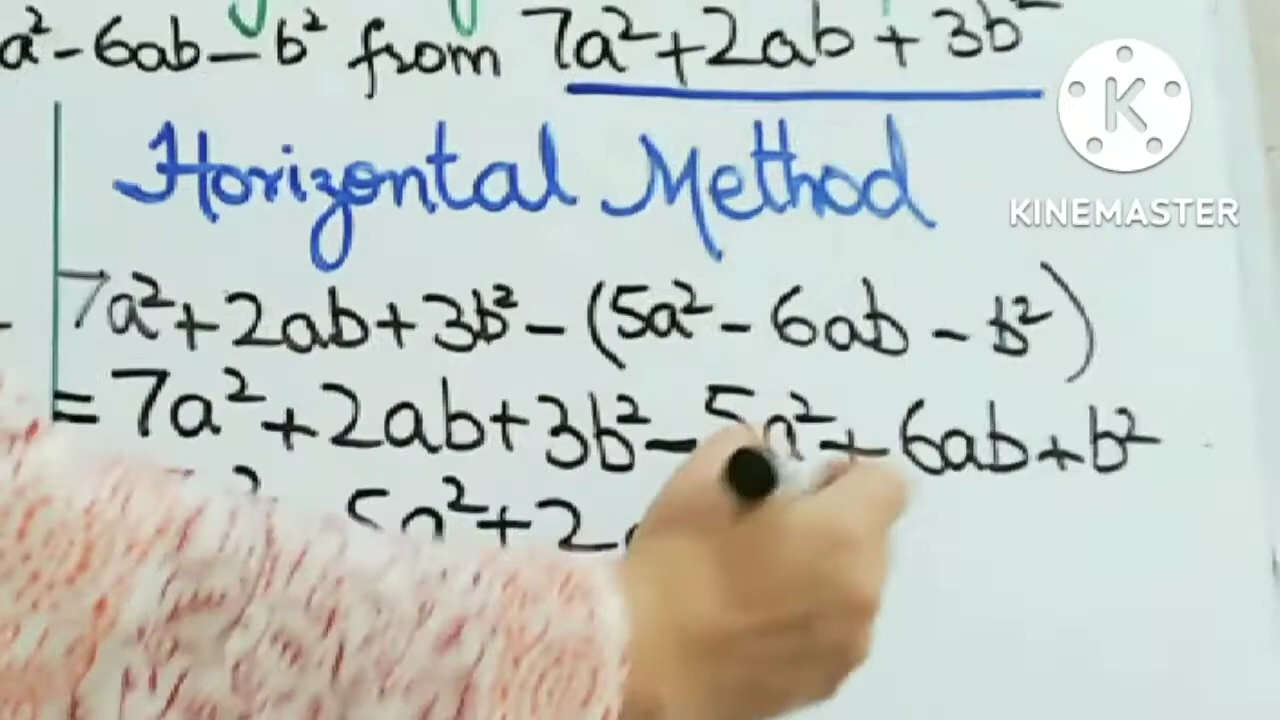 a² - 6ab - b² from 7a² + 2ab + 3b²
Horizontal Method
KINEMASTER
7a² + 2ab + 3b² - (5a² - 6ab - b²)
= 7a² + 2ab + 3b² - 5a² + 6ab + b²
5a² + 2